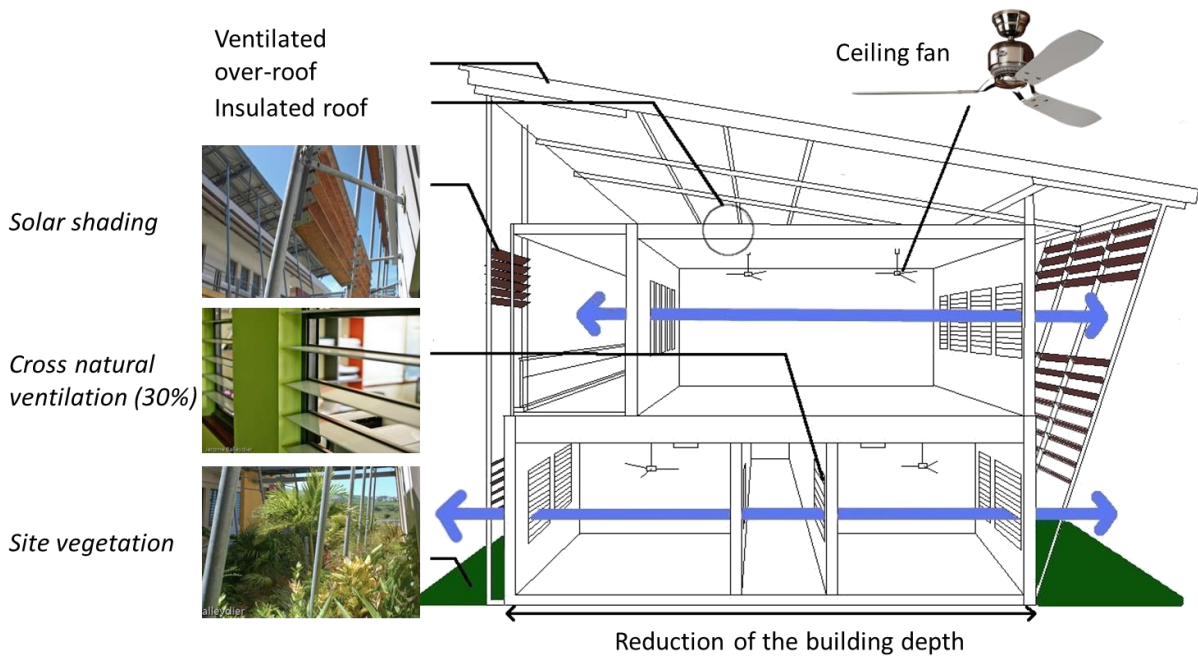 Ventilated
over-roof
Insulated roof
Ceiling fan
Solar shading
Cross natural
ventilation (30%)
Site vegetation
alleydier
Reduction of the building depth